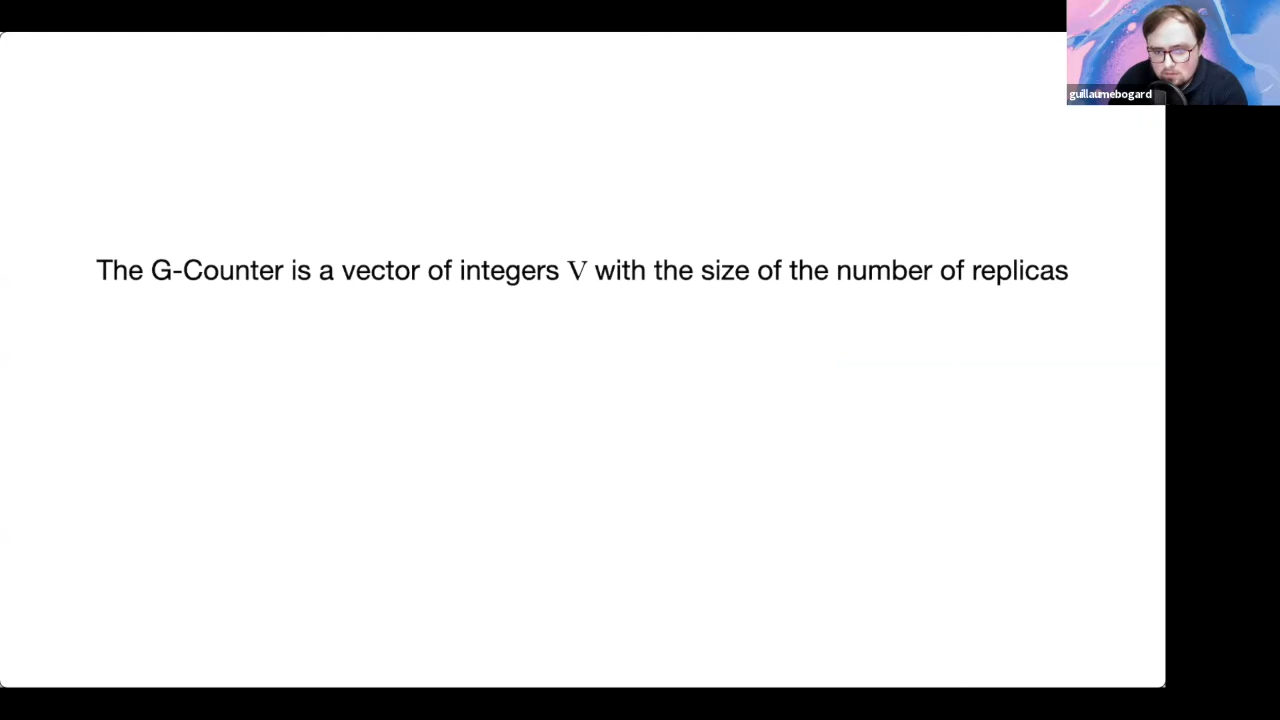 guillaumebogard
The G-Counter is a vector of integers V with the size of the number of replicas